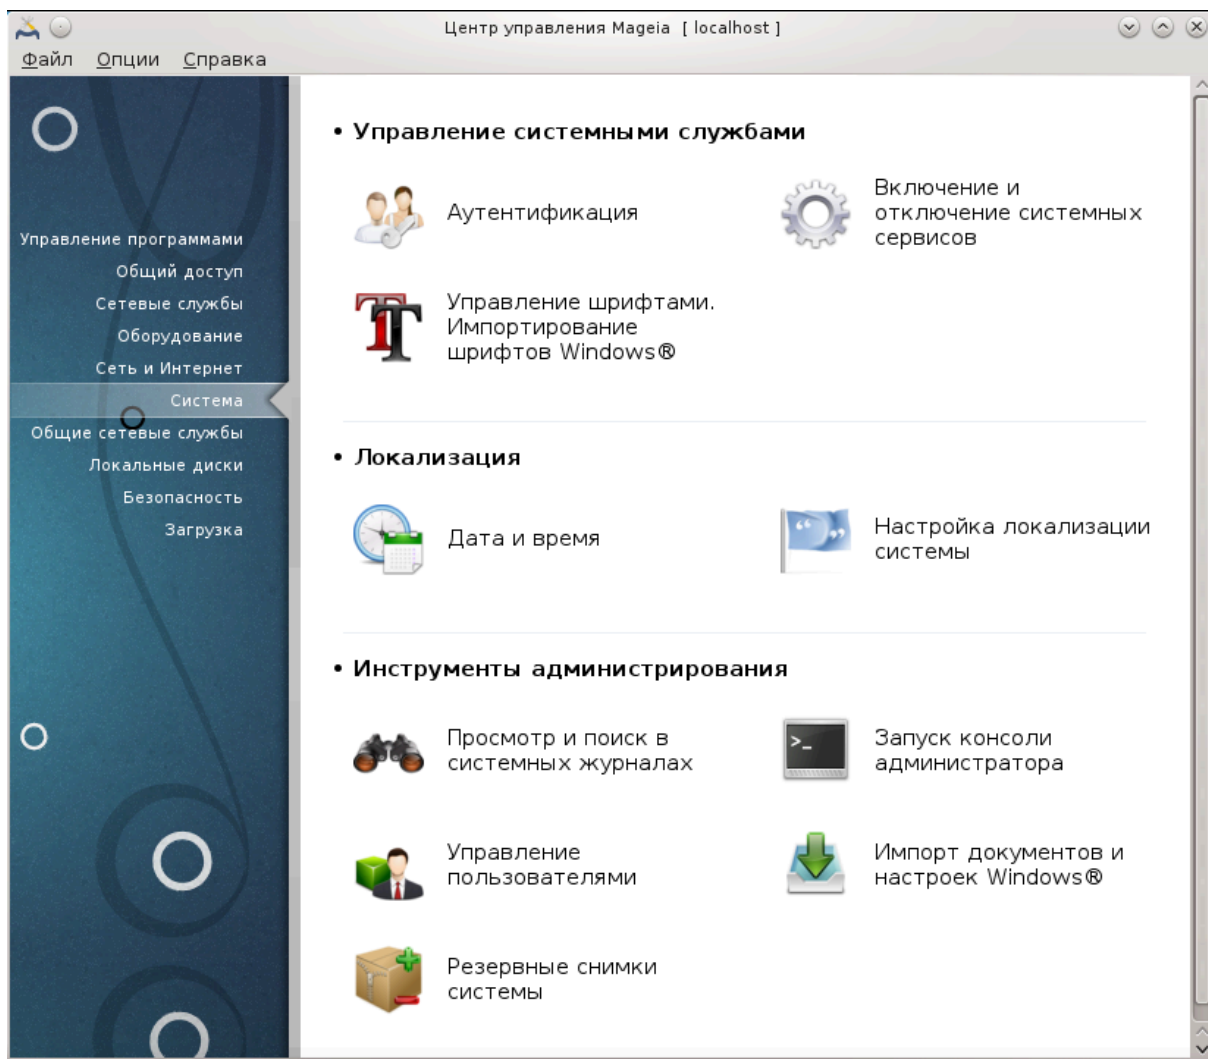 Центр управления Mageia [ localhost ]
Файл Опции Справка
Управление программами
Общий доступ
Сетевые службы
Оборудование
Сеть и Интернет
Система
Общие сетевые службы
Локальные диски
Безопасность
Загрузка
• Управление системными службами
Аутентификация
Включение и
отключение системных
сервисов
Управление шрифтами.
Импортирование
шрифтов Windows®
• Локализация
Дата и время
Настройка локализации
системы
• Инструменты администрирования
Просмотр и поиск в
системных журналах
>_
Запуск консоли
администратора
Управление
пользователями
Импорт документов и
настроек Windows®
Резервные снимки
системы